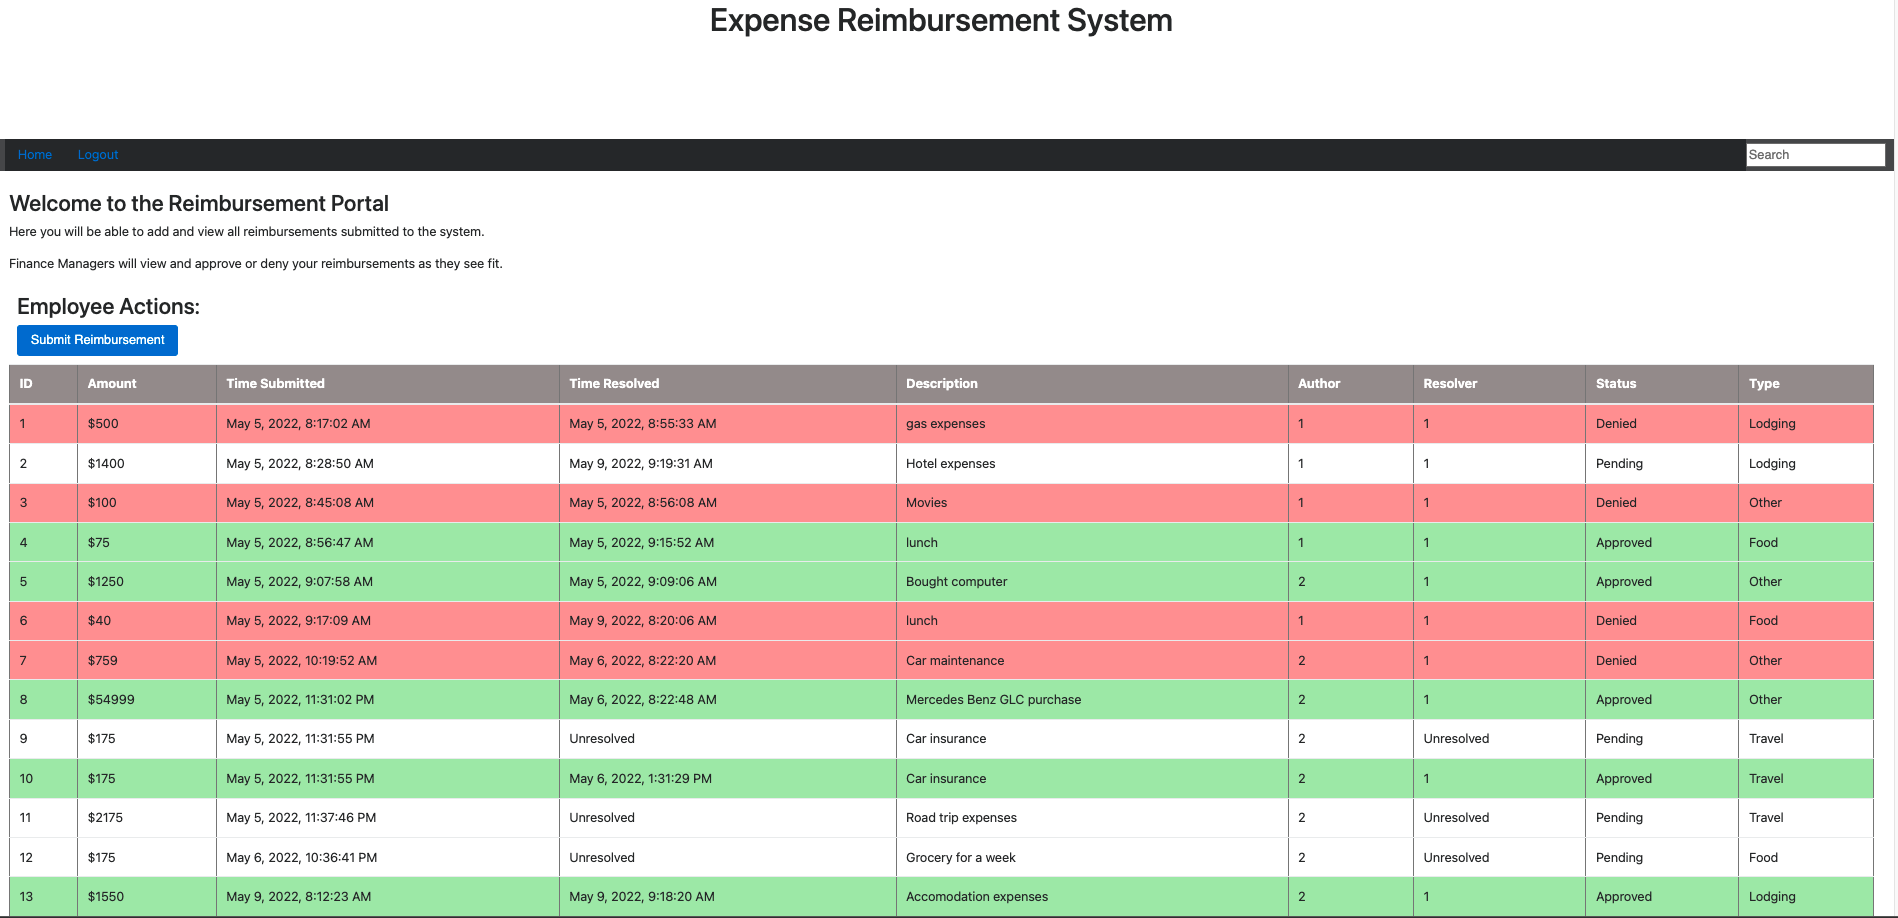 Expense Reimbursement System
Home Logout Search
Welcome to the Reimbursement Portal
Here you will be able to add and view all reimbursements submitted to the system.
Finance Managers will view and approve or deny your reimbursements as they see fit.
Employee Actions:
Submit Reimbursement
ID Amount Time Submitted Time Resolved Description Author Resolver Status Type
1 $500 May 5, 2022, 8:17:02 AM May 5, 2022, 8:55:33 AM gas expenses 1 1 Denied Lodging
2 $1400 May 5, 2022, 8:28:50 AM May 9, 2022, 9:19:31 AM Hotel expenses 1 1 Pending Lodging
3 $100 May 5, 2022, 8:45:08 AM May 5, 2022, 8:56:08 AM Movies 1 1 Denied Other
4 $75 May 5, 2022, 8:56:47 AM May 5, 2022, 9:15:52 AM lunch 1 1 Approved Food
5 $1250 May 5, 2022, 9:07:58 AM May 5, 2022, 9:09:06 AM Bought computer 2 1 Approved Other
6 $40 May 5, 2022, 9:17:09 AM May 9, 2022, 8:20:06 AM lunch 1 1 Denied Food
7 $759 May 5, 2022, 10:19:52 AM May 6, 2022, 8:22:20 AM Car maintenance 2 1 Denied Other
8 $54999 May 5, 2022, 11:31:02 PM May 6, 2022, 8:22:48 AM Mercedes Benz GLC purchase 2 1 Approved Other
9 $175 May 5, 2022, 11:31:55 PM Unresolved Car insurance 2 Unresolved Pending Travel
10 $175 May 5, 2022, 11:31:55 PM May 6, 2022, 1:31:29 PM Car insurance 2 1 Approved Travel
11 $2175 May 5, 2022, 11:37:46 PM Unresolved Road trip expenses 2 Unresolved Pending Travel
12 $175 May 6, 2022, 10:36:41 PM Unresolved Grocery for a week 2 Unresolved Pending Food
13 $1550 May 9, 2022, 8:12:23 AM May 9, 2022, 9:18:20 AM Accomodation expenses 2 1 Approved Lodging